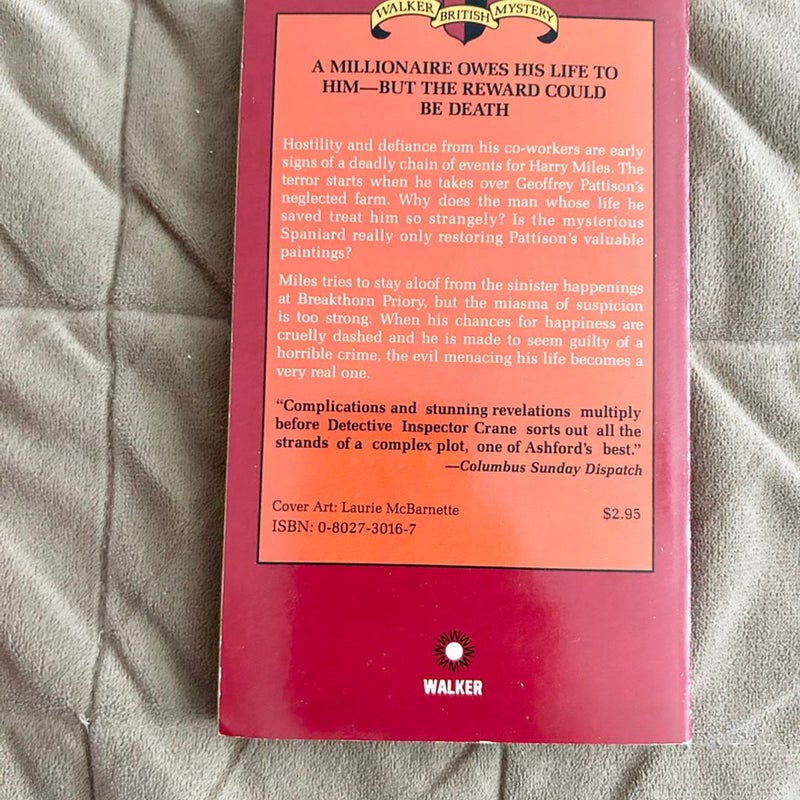 WALKER BRITISH MYSTERY
A MILLIONAIRE OWES HIS LIFE TO
HIM—BUT THE REWARD COULD
BE DEATH
Hostility and defiance from his co-workers are early
signs of a deadly chain of events for Harry Miles. The
terror starts when he takes over Geoffrey Pattison's
neglected farm. Why does the man whose life he
saved treat him so strangely? Is the mysterious
Spaniard really only restoring Pattison's valuable
paintings?
Miles tries to stay aloof from the sinister happenings
at Breakthorn Priory, but the miasma of suspicion
is too strong. When his chances for happiness are
cruelly dashed and he is made to seem guilty of a
horrible crime, the evil menacing his life becomes a
very real one.
“Complications and stunning revelations multiply
before Detective Inspector Crane sorts out all the
strands of a complex plot, one of Ashford's best.”
—Columbus Sunday Dispatch
Cover Art: Laurie McBarnette
$2.95
ISBN: 0-8027-3016-7
WALKER